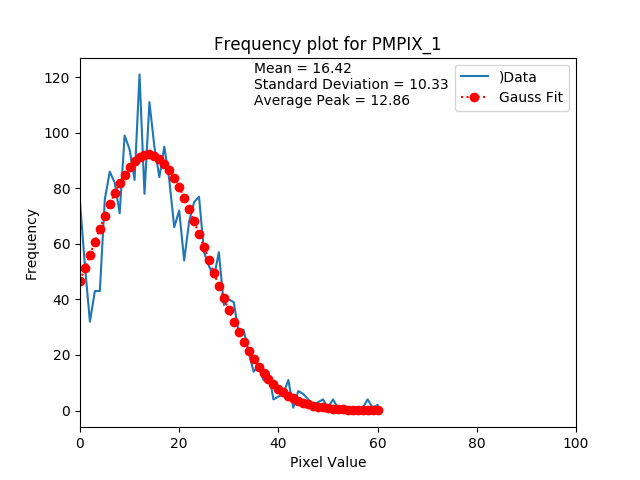 Frequency plot for PMPIX_1
Mean = 16.42
Standard Deviation = 10.33
Average Peak = 12.86
)Data
Gauss Fit
120
100
80
60
40
20
0
Frequency
0 20 40 60 80 100
Pixel Value